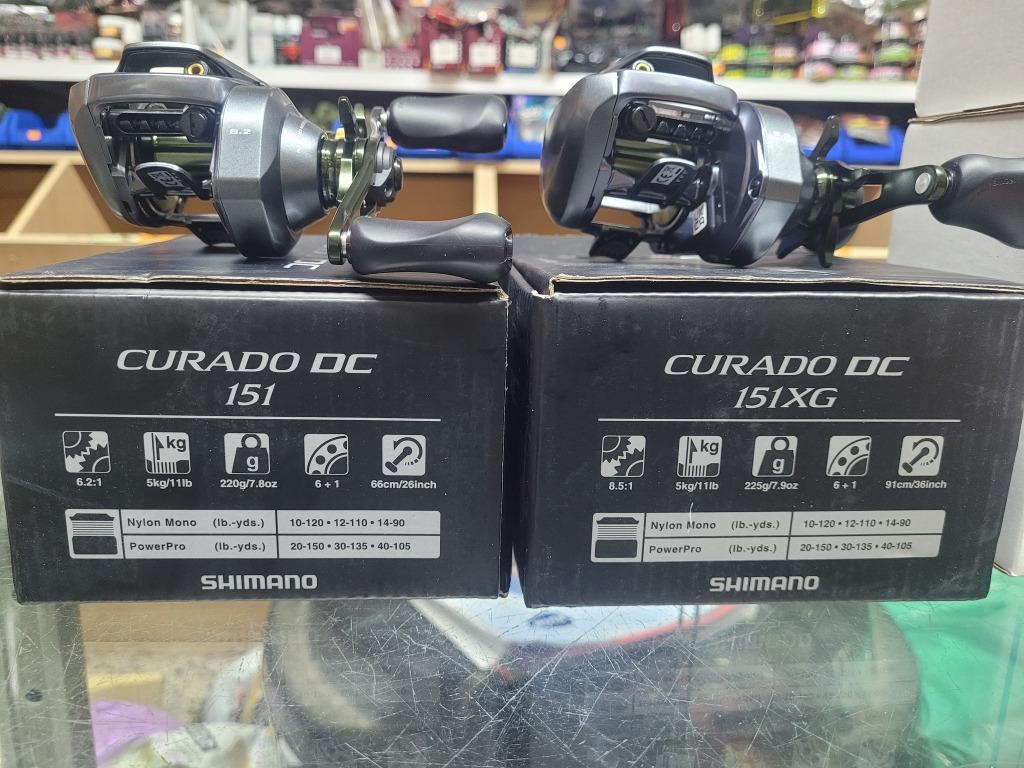 6.2
CURADO DC
151
6.2:1
kg
5kg/11lb
g
220g/7.8oz
6 + 1
66cm/26inch
Nylon Mono (lb.-yds.) 10-120 • 12-110 • 14-90
PowerPro (lb.-yds.) 20-150 • 30-135 • 40-105
SHIMANO
CURADO DC
151XG
8.5:1
kg
5kg/11lb
g
225g/7.9oz
6 + 1
91cm/36inch
Nylon Mono (lb.-yds.) 10-120 • 12-110 • 14-90
PowerPro (lb.-yds.) 20-150 • 30-135 • 40-105
SHIMANO